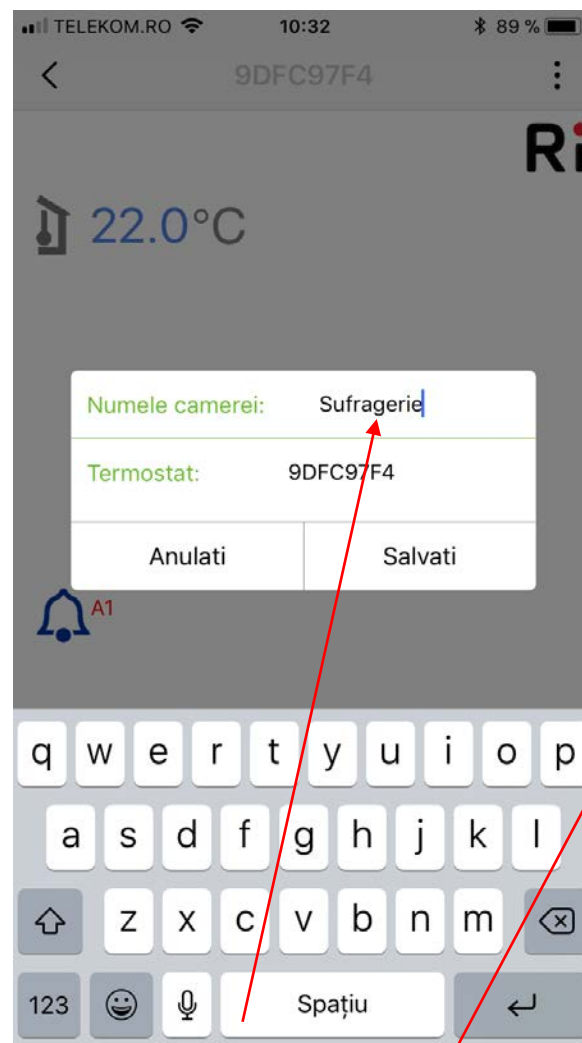 TELEKOM.RO 10:32 89 %
9DFC97F4
Ri
22.0°C
Numele camerei: Sufragerie
Termostat: 9DFC97F4
Anulati Salvati
A1
q w e r t y u i o p
a s d f g h j k l
z x c v b n m
123 Spațiu